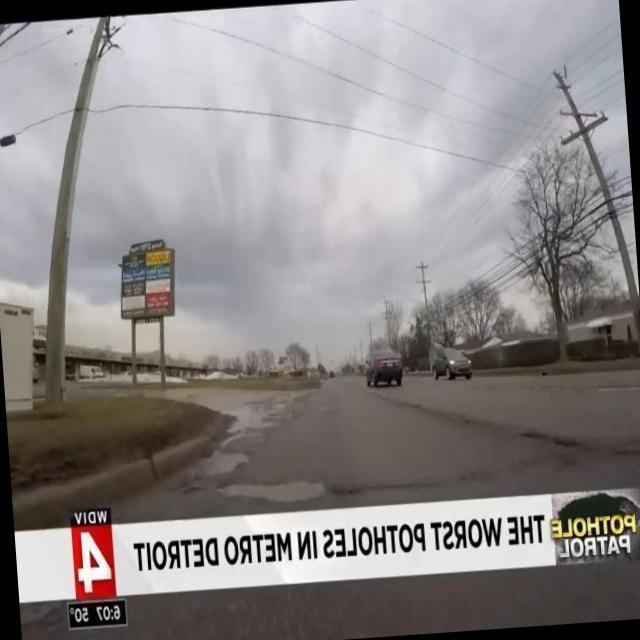 POTHOLE
PATROL
THE WORST POTHOLES IN METRO DETROIT
WDIV
4
6:07 50°